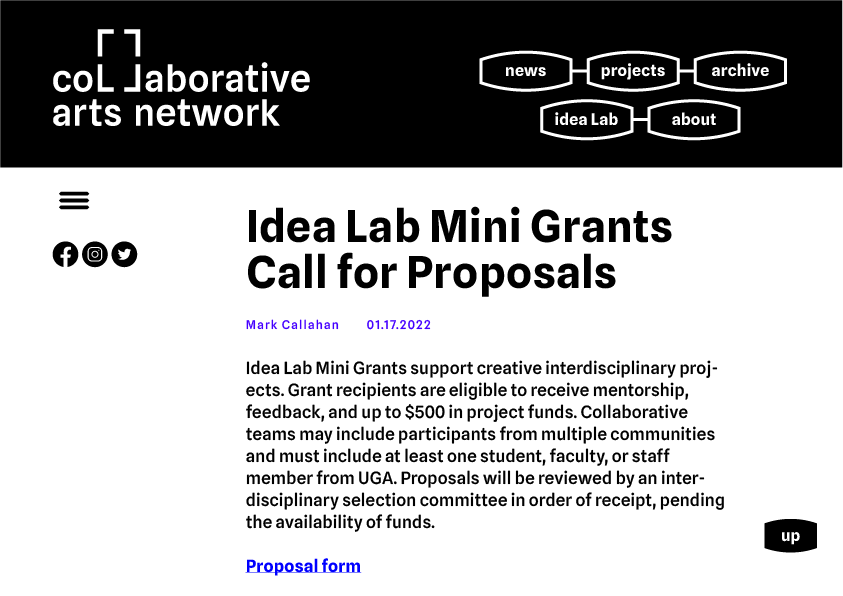 collaborative
arts network
news projects archive
idea Lab about
Idea Lab Mini Grants
Call for Proposals
Mark Callahan 01.17.2022
Idea Lab Mini Grants support creative interdisciplinary proj-
ects. Grant recipients are eligible to receive mentorship,
feedback, and up to $500 in project funds. Collaborative
teams may include participants from multiple communities
and must include at least one student, faculty, or staff
member from UGA. Proposals will be reviewed by an inter-
disciplinary selection committee in order of receipt, pending
the availability of funds.
up
Proposal form